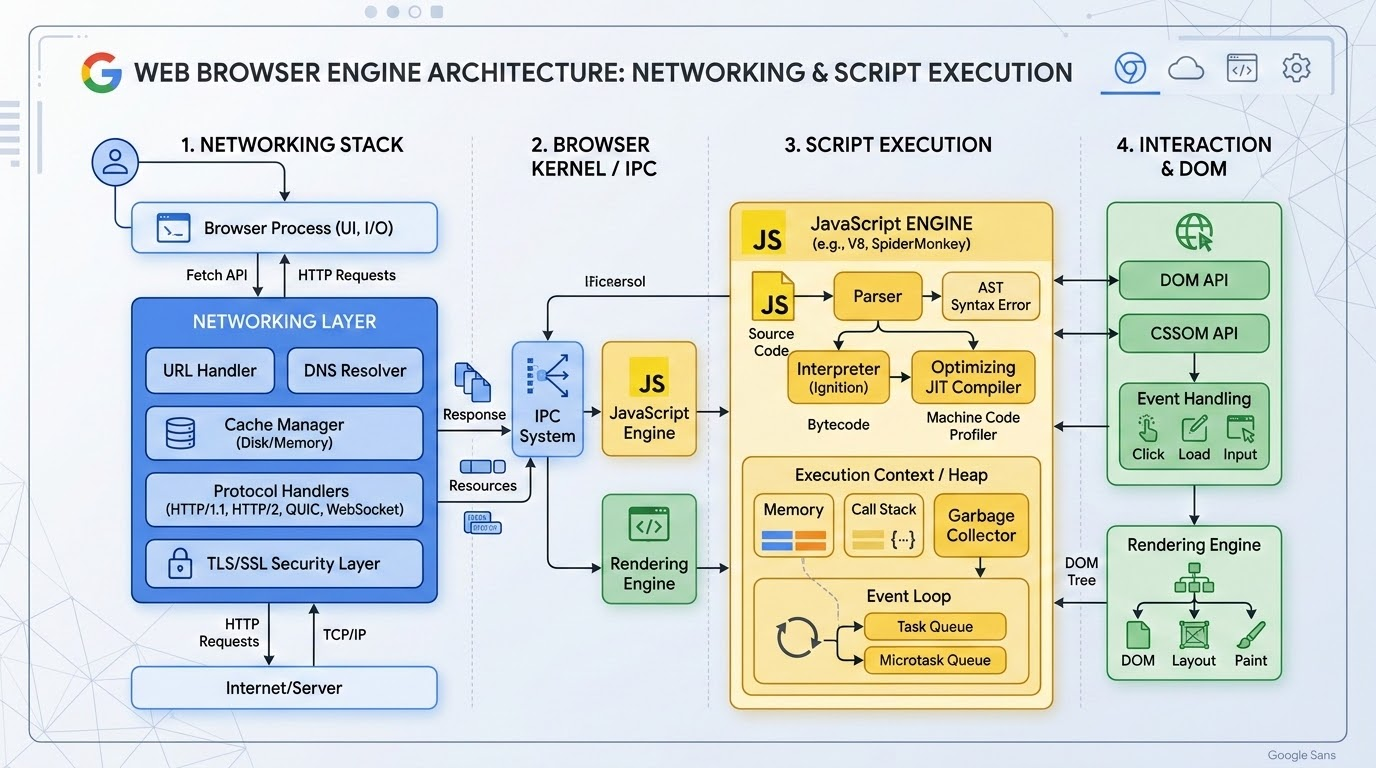 WEB BROWSER ENGINE ARCHITECTURE: NETWORKING & SCRIPT EXECUTION
1. NETWORKING STACK
Browser Process (UI, I/O)
Fetch API
HTTP Requests
NETWORKING LAYER
URL Handler
DNS Resolver
Cache Manager
(Disk/Memory)
Protocol Handlers
(HTTP/1.1, HTTP/2, QUIC, WebSocket)
TLS/SSL Security Layer
HTTP
Requests
TCP/IP
Internet/Server
Response
Resources
2. BROWSER
KERNEL / IPC
IPC
System
JS
JavaScript
Engine
</>
Rendering
Engine
3. SCRIPT EXECUTION
JS
JavaScript ENGINE
(e.g., V8, SpiderMonkey)
JS
Source
Code
Parser
AST
Syntax Error
Interpreter
(Ignition)
Optimizing
JIT Compiler
Bytecode
Machine Code
Profiler
Execution Context / Heap
Memory
Call Stack
{...}
Garbage
Collector
Event Loop
Task Queue
Microtask Queue
4. INTERACTION
& DOM
DOM API
CSSOM API
Event Handling
Click
Load
Input
DOM
Tree
Rendering Engine
DOM
Layout
Paint
Google Sans